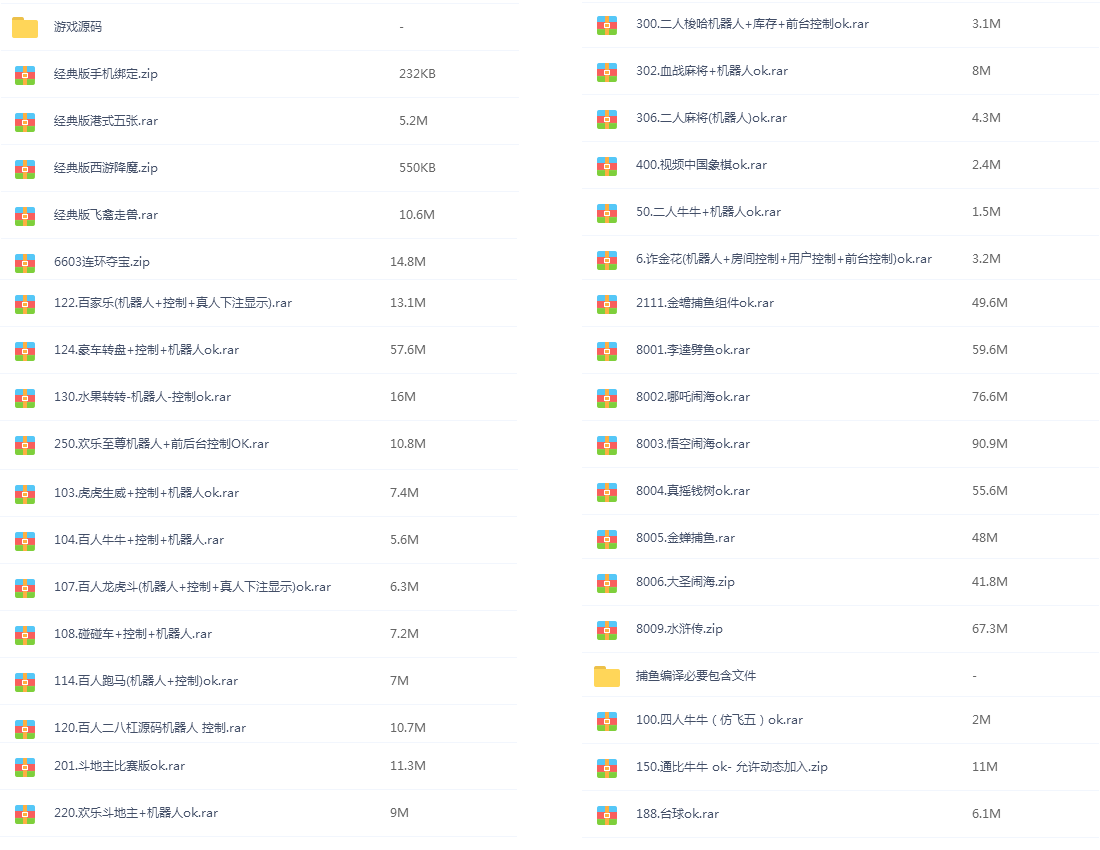 游戏源码 -
经典版手机绑定.zip 232KB
经典版港式五张.rar 5.2M
经典版西游降魔.zip 550KB
经典版飞禽走兽.rar 10.6M
6603连环夺宝.zip 14.8M
122.百家乐(机器人+控制+真人下注显示).rar 13.1M
124.豪车转盘+控制+机器人ok.rar 57.6M
130.水果转转-机器人-控制ok.rar 16M
250.欢乐至尊机器人+前后台控制OK.rar 10.8M
103.虎虎生威+控制+机器人ok.rar 7.4M
104.百人牛牛+控制+机器人.rar 5.6M
107.百人龙虎斗(机器人+控制+真人下注显示)ok.rar 6.3M
108.碰碰车+控制+机器人.rar 7.2M
114.百人跑马(机器人+控制)ok.rar 7M
120.百人二八杠源码机器人 控制.rar 10.7M
201.斗地主比赛版ok.rar 11.3M
220.欢乐斗地主+机器人ok.rar 9M
300.二人梭哈机器人+库存+前台控制ok.rar 3.1M
302.血战麻将+机器人ok.rar 8M
306.二人麻将(机器人)ok.rar 4.3M
400.视频中国象棋ok.rar 2.4M
50.二人牛牛+机器人ok.rar 1.5M
6.诈金花(机器人+房间控制+用户控制+前台控制)ok.rar 3.2M
2111.金蟾捕鱼组件ok.rar 49.6M
8001.李逵劈鱼ok.rar 59.6M
8002.哪吒闹海ok.rar 76.6M
8003.悟空闹海ok.rar 90.9M
8004.真摇钱树ok.rar 55.6M
8005.金蝉捕鱼.rar 48M
8006.大圣闹海.zip 41.8M
8009.水浒传.zip 67.3M
捕鱼编译必要包含文件 -
100.四人牛牛（仿飞五）ok.rar 2M
150.通比牛牛 ok- 允许动态加入.zip 11M
188.台球ok.rar 6.1M